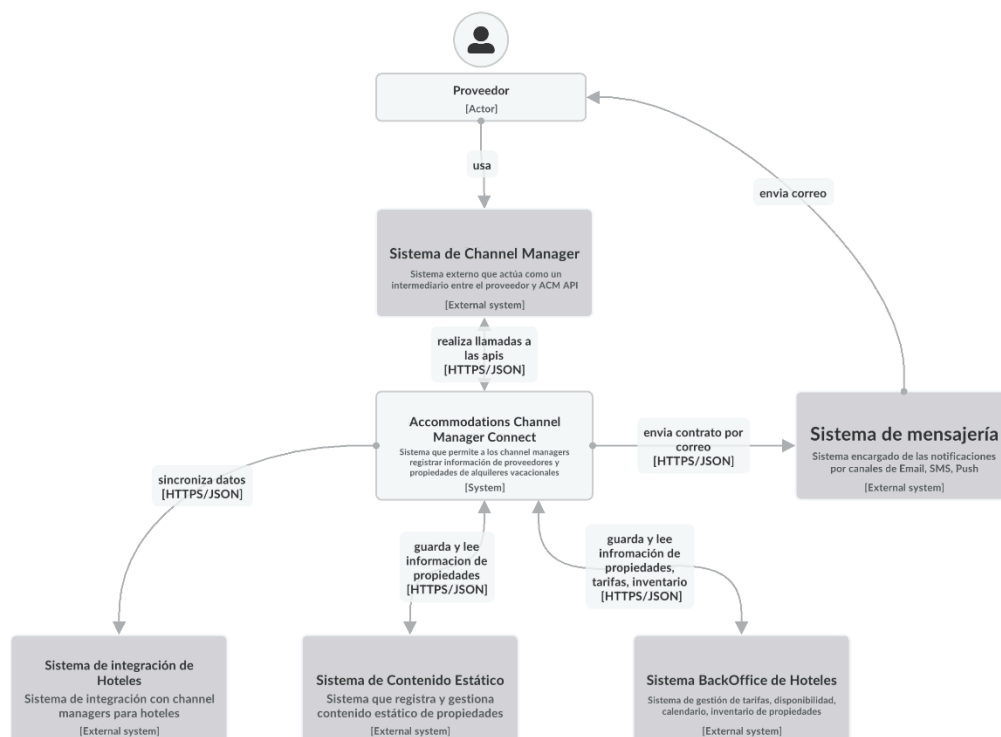 Proveedor
[Actor]
usa
envia correo
Sistema de Channel Manager
Sistema externo que actúa como un
intermediario entre el proveedor y ACM API
[External system]
realiza llamadas a
las apis
[HTTPS/JSON]
Accommodations Channel
Manager Connect
Sistema que permite a los channel managers
registrar información de proveedores y
propiedades de alquileres vacacionales
[System]
envia contrato por
correo
[HTTPS/JSON]
Sistema de mensajería
Sistema encargado de las notificaciones
por canales de Email, SMS, Push
[External system]
sincroniza datos
[HTTPS/JSON]
guarda y lee
informacion de
propiedades
[HTTPS/JSON]
guarda y lee
infromación de
propiedades,
tarifas, inventario
[HTTPS/JSON]
Sistema de integración de
Hoteles
Sistema de integración con channel
managers para hoteles
[External system]
Sistema de Contenido Estático
Sistema que registra y gestiona
contenido estático de propiedades
[External system]
Sistema BackOffice de Hoteles
Sistema de gestión de tarifas, disponibilidad,
calendario, inventario de propiedades
[External system]